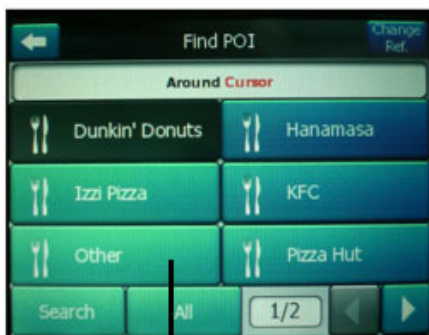 Find POI
Change
Ref.
Around Cursor
Dunkin' Donuts
Hanamasa
Izzi Pizza
KFC
Other
Pizza Hut
Search
All
1/2